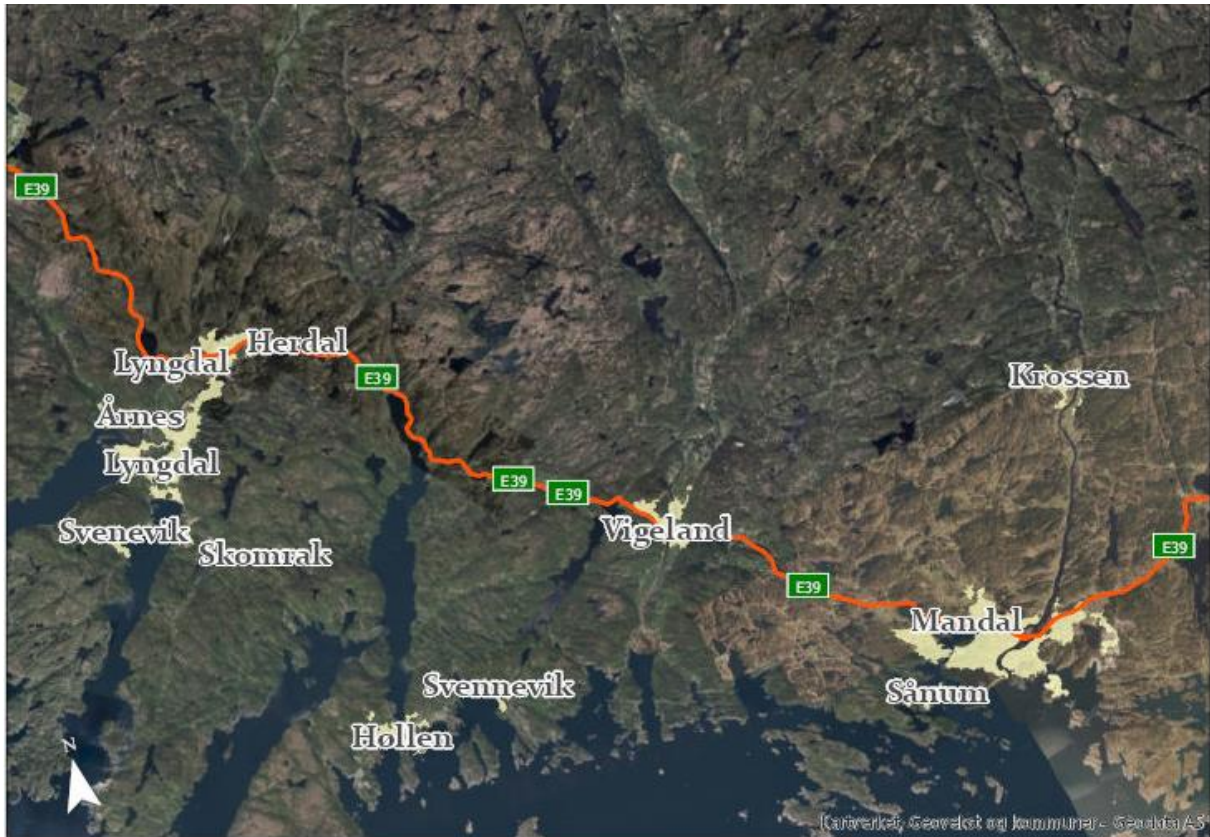 E39
Lyngdal
Herdal
E39
Krossen
Årnes
Lyngdal
E39
E39
Svenevik
Skomrak
Vigeland
E39
E39
Mandal
Svennevik
Sånum
Høllen
N
Kartverket, Geovekst og kommuner - Geodata AS